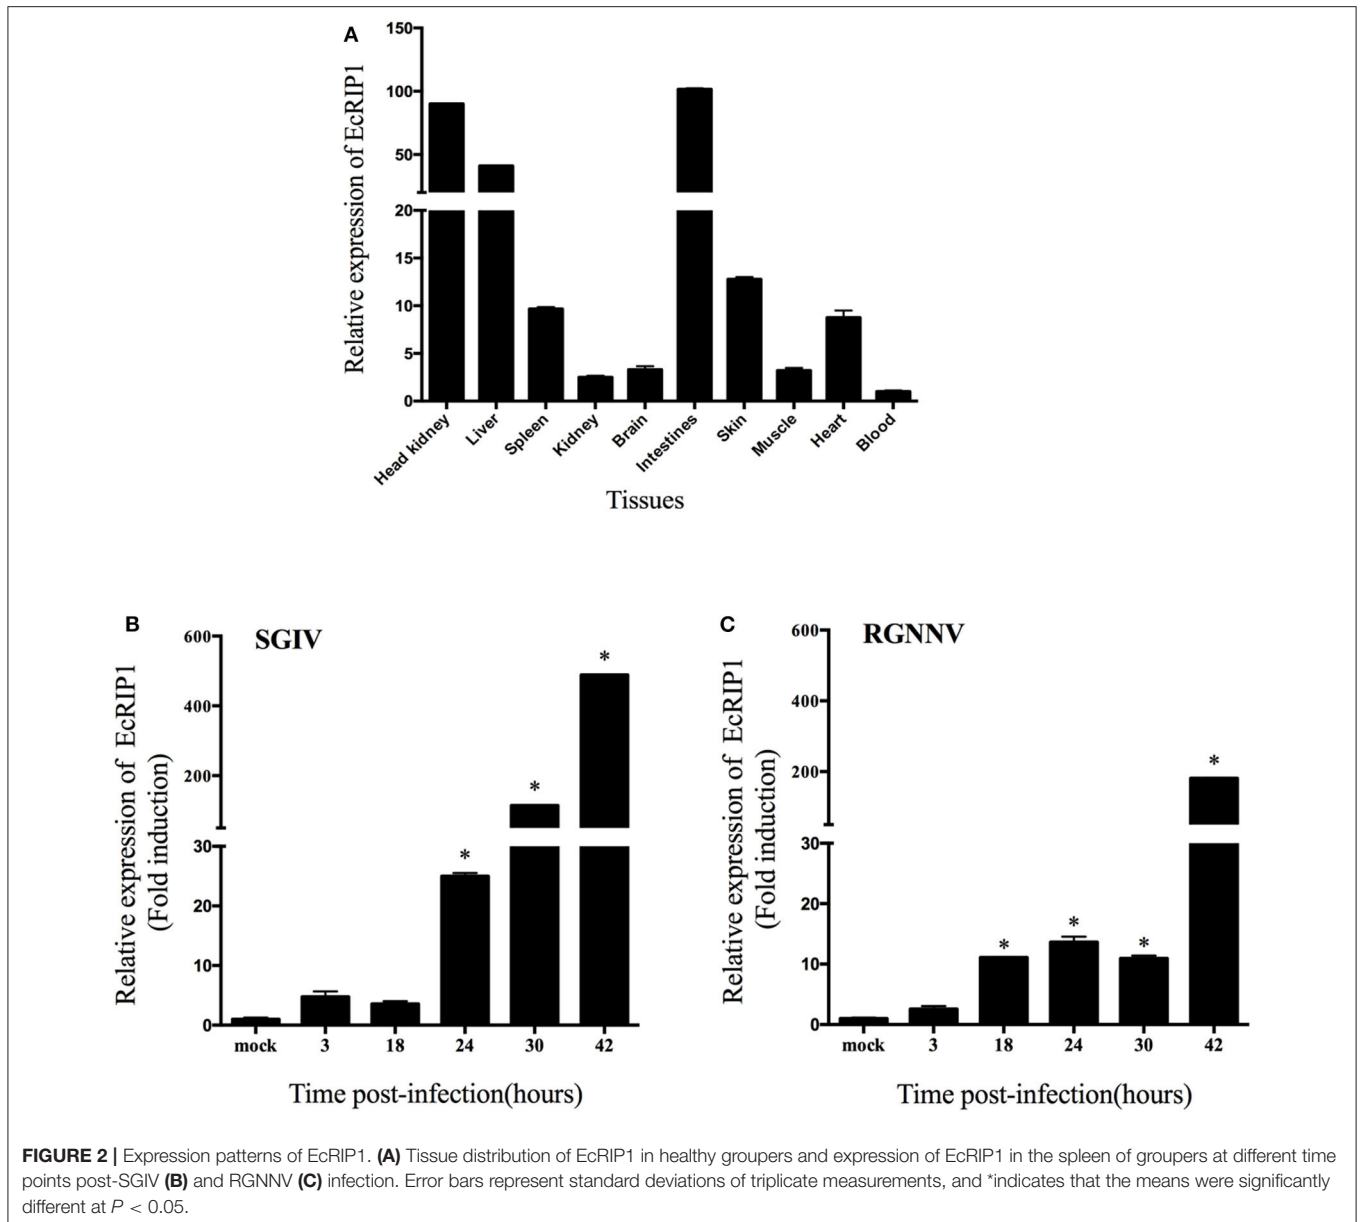 A
Relative expression of EcRIP1
150
100
50
20
15
10
5
0
Head kidney
Liver
Spleen
Kidney
Brain
Intestines
Skin
Muscle
Heart
Blood
Tissues
B
SGIV
Relative expression of EcRIP1
(Fold induction)
600
400
200
30
20
10
0
*
*
*
mock 3 18 24 30 42
Time post-infection(hours)
C
RGNNV
Relative expression of EcRIP1
(Fold induction)
600
400
200
30
20
10
0
*
*
*
*
mock 3 18 24 30 42
Time post-infection(hours)
FIGURE 2 | Expression patterns of EcRIP1. (A) Tissue distribution of EcRIP1 in healthy groupers and expression of EcRIP1 in the spleen of groupers at different time
points post-SGIV (B) and RGNNV (C) infection. Error bars represent standard deviations of triplicate measurements, and *indicates that the means were significantly
different at P < 0.05.